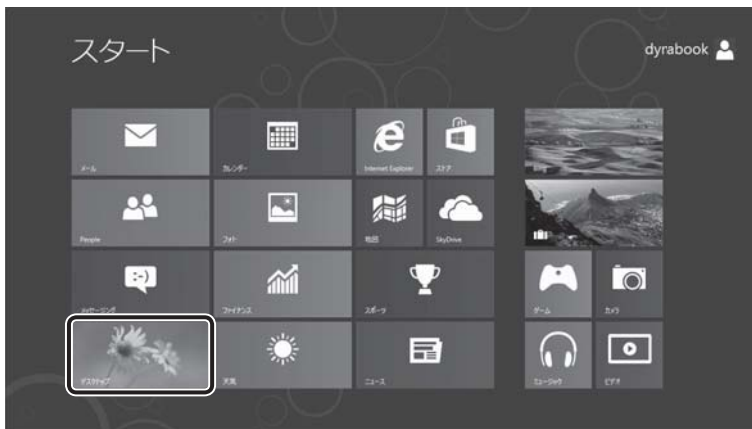 スタート
dyrabook
メール
カレンダー
Internet Explorer
ストア
Bing
People
フォト
地図
SkyDrive
メッセージング
ファイナンス
スポーツ
ゲーム
カメラ
デスクトップ
天気
ニュース
ミュージック
ビデオ